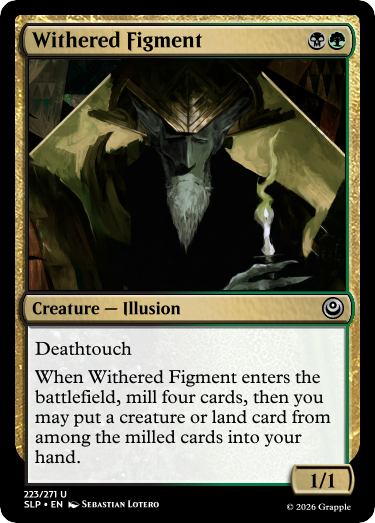 Withered Figment
Creature — Illusion
Deathtouch
When Withered Figment enters the
battlefield, mill four cards, then you
may put a creature or land card from
among the milled cards into your
hand.
1/1
223/271 U
SLP • EN Sebastian Lotero
© 2026 Grapple